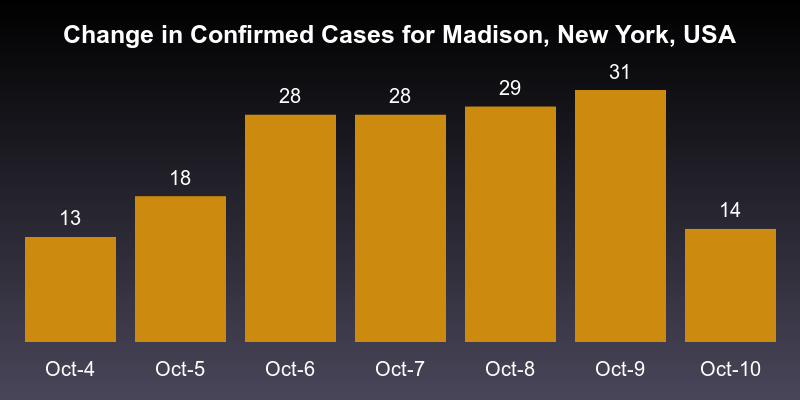 Change in Confirmed Cases for Madison, New York, USA
13 18 28 28 29 31 14
Oct-4 Oct-5 Oct-6 Oct-7 Oct-8 Oct-9 Oct-10